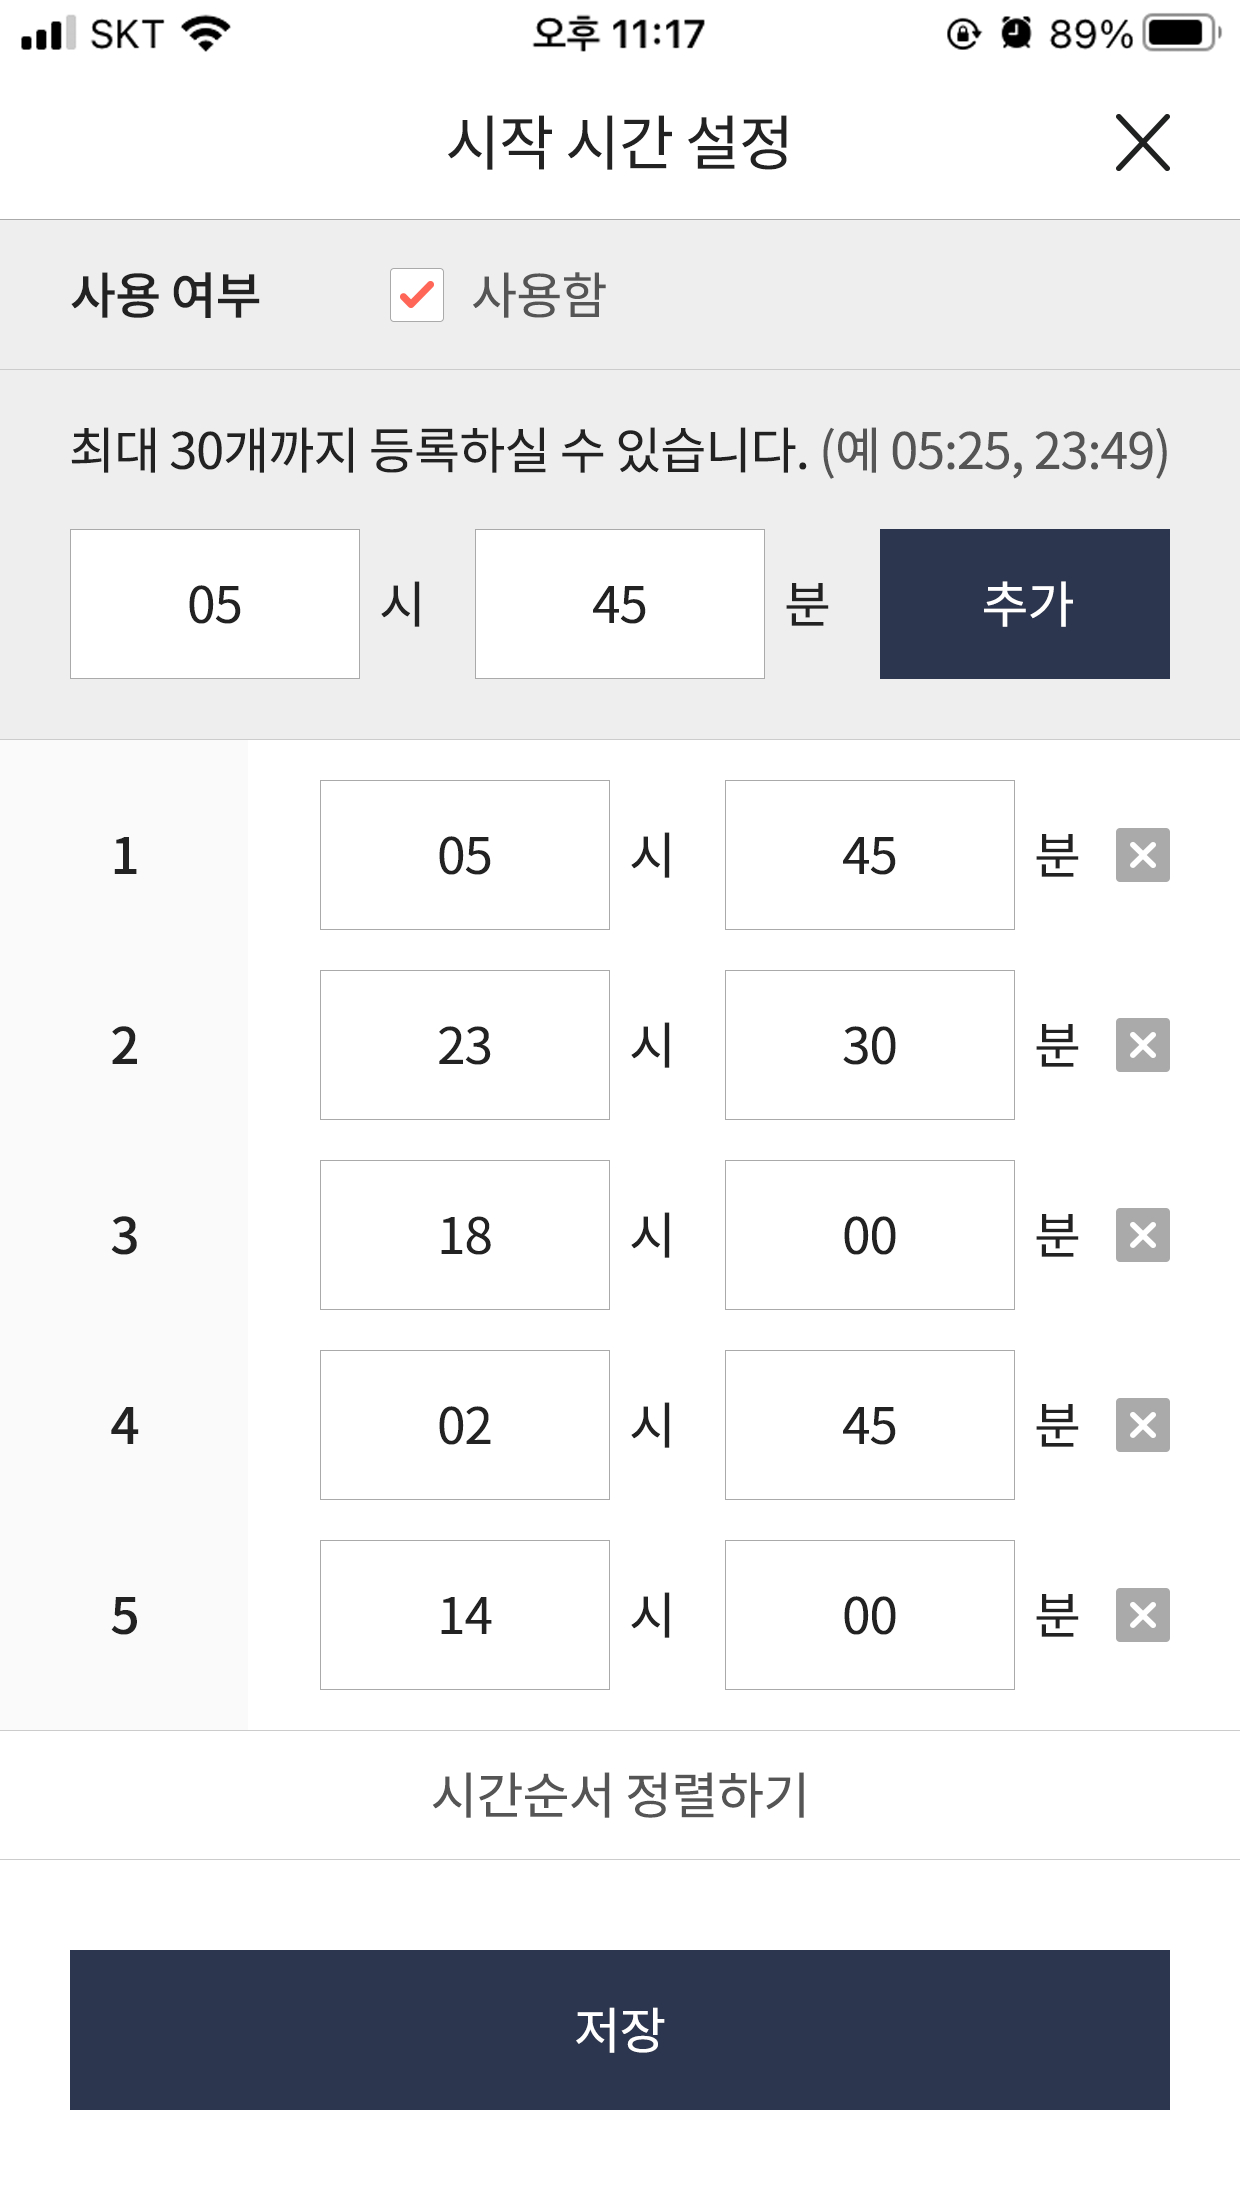 SKT 오후 11:17 89%
시작 시간 설정
사용 여부 사용함
최대 30개까지 등록하실 수 있습니다. (예 05:25, 23:49)
05 시 45 분 추가
1 05 시 45 분
2 23 시 30 분
3 18 시 00 분
4 02 시 45 분
5 14 시 00 분
시간순서 정렬하기
저장